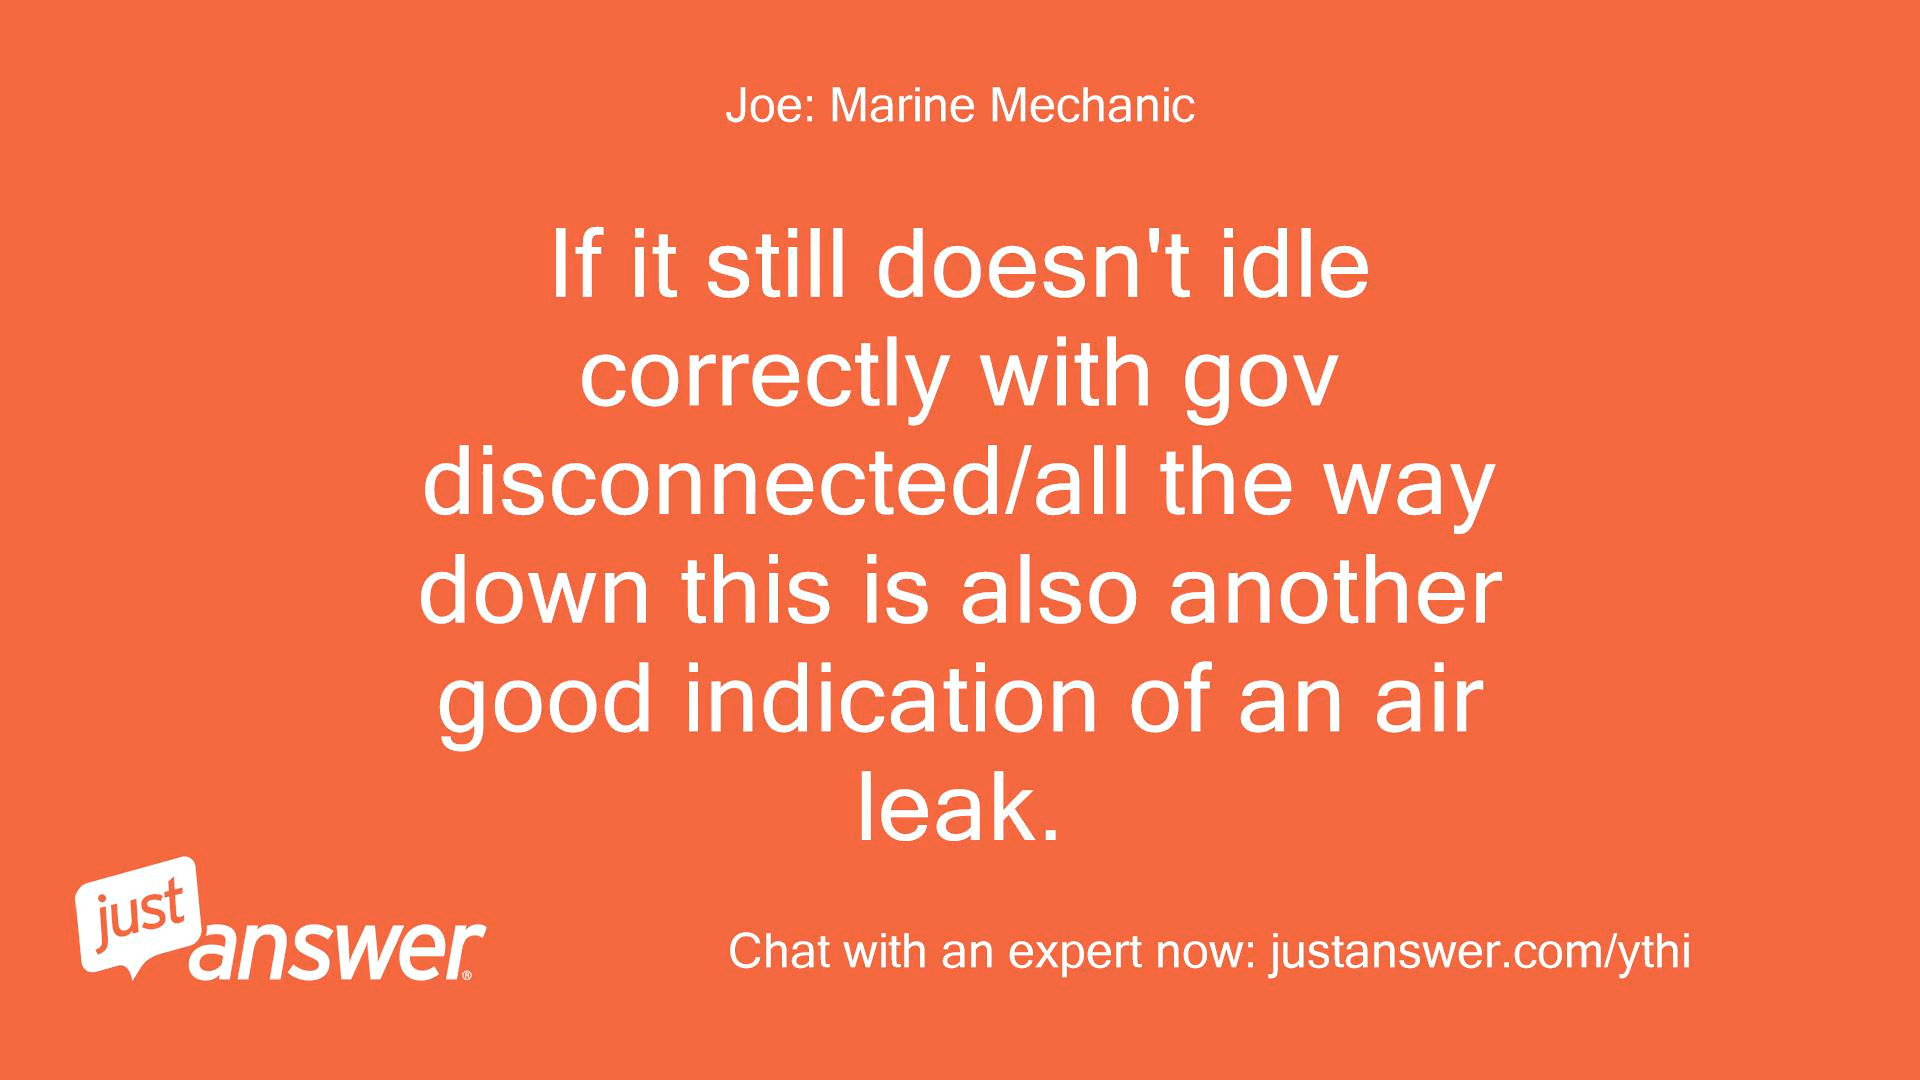 Joe: Marine Mechanic
If it still doesn't idle
correctly with gov
disconnected/all the way
down this is also another
good indication of an air
leak.
just
answer®
Chat with an expert now: justanswer.com/ythi